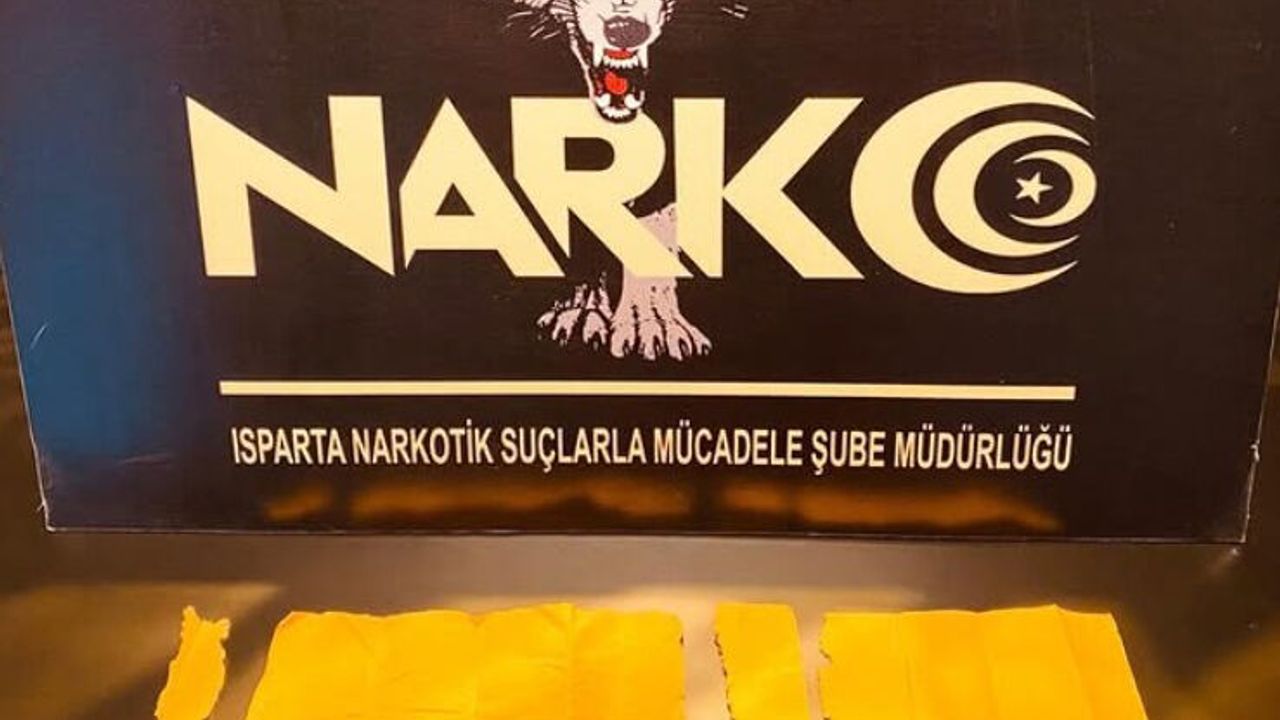 NARKO
ISPARTA NARKOTİK SUÇLARLA MÜCADELE ŞUBE MÜDÜRLÜĞÜ